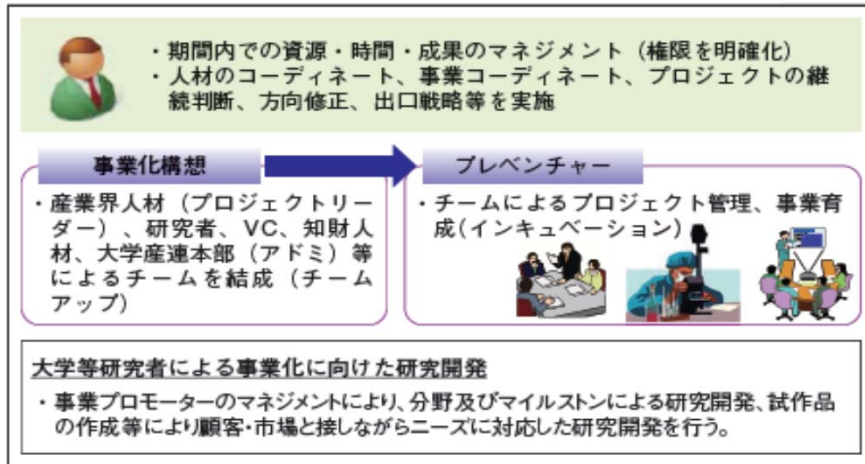 ・期間内での資源・時間・成果のマネジメント（権限を明確化）
・人材のコーディネート、事業コーディネート、プロジェクトの継
続判断、方向修正、出口戦略等を実施
事業化構想
・産業界人材（プロジェクトリー
ダー）、研究者、VC、知財人
材、大学産連本部（アドミ）等
によるチームを結成（チーム
アップ）
プレベンチャー
・チームによるプロジェクト管理、事業育
成（インキュベーション）
大学等研究者による事業化に向けた研究開発
・事業プロモーターのマネジメントにより、分野及びマイルストンによる研究開発、試作品
の作成等により顧客・市場と接しながらニーズに対応した研究開発を行う。